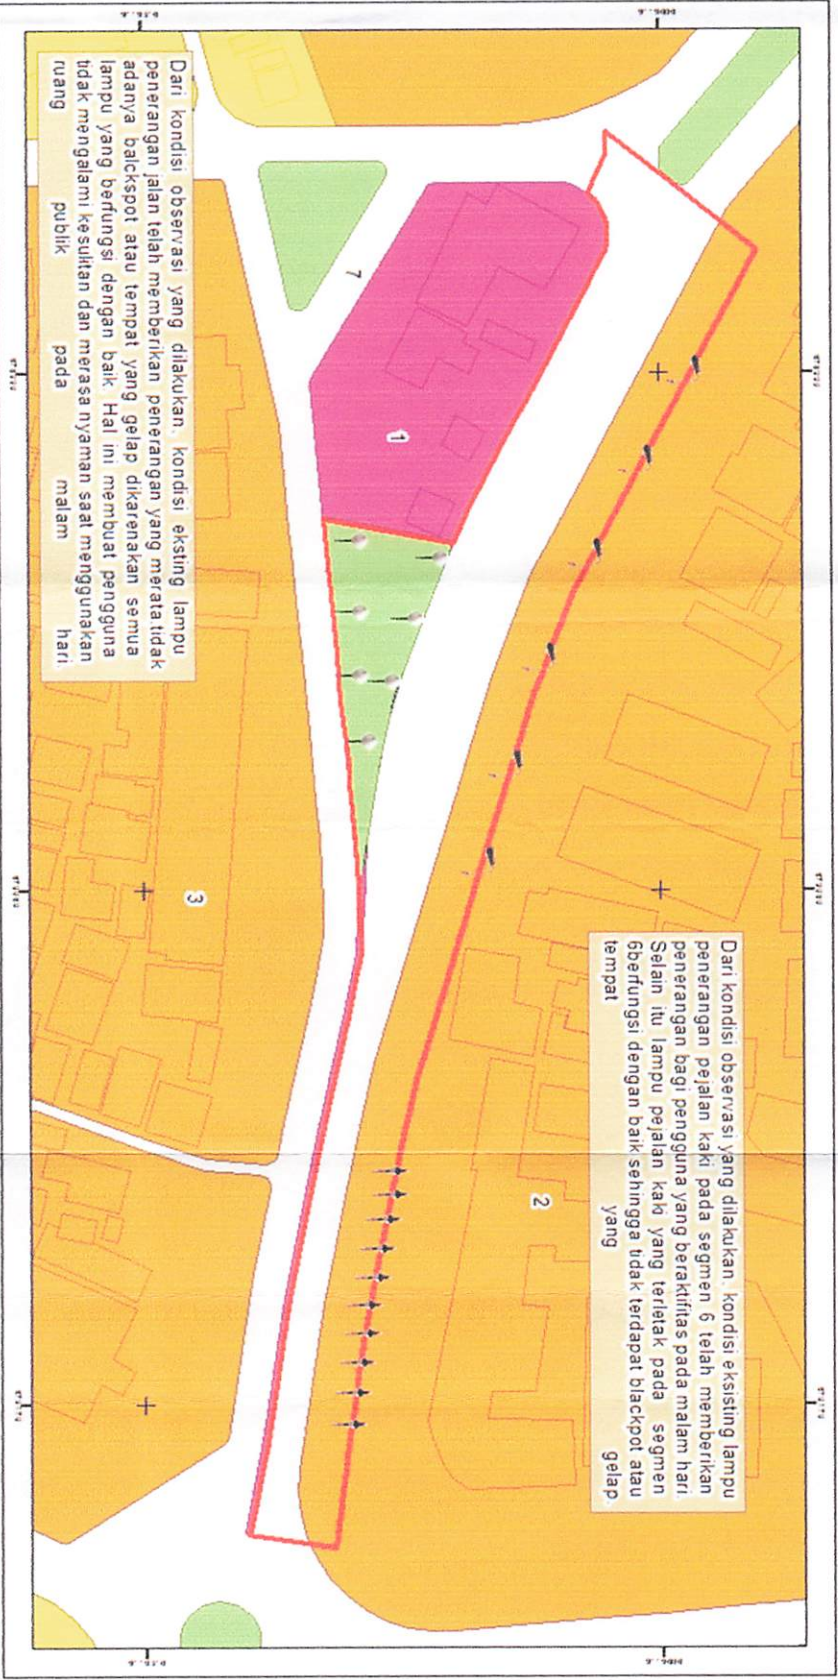 Dari kondisi observasi yang dilakukan, kondisi eksisting lampu
penerangan pejalan kaki pada segmen 6 telah memberikan
penerangan bagi pengguna yang beraktifitas pada malam hari.
Selain itu lampu pejalan kaki yang terletak pada segmen
6berfungsi dengan baik sehingga tidak terdapat blackpot atau
tempat yang gelap.
2
1
7
3
Dari kondisi observasi yang dilakukan, kondisi eksting lampu
penerangan jalan telah memberikan penerangan yang merata tidak
adanya balckspot atau tempat yang gelap dikarenakan semua
lampu yang berfungsi dengan baik. Hal ini membuat pengguna
tidak mengalami kesulitan dan merasa nyaman saat menggunakan
ruang publik pada malam hari.